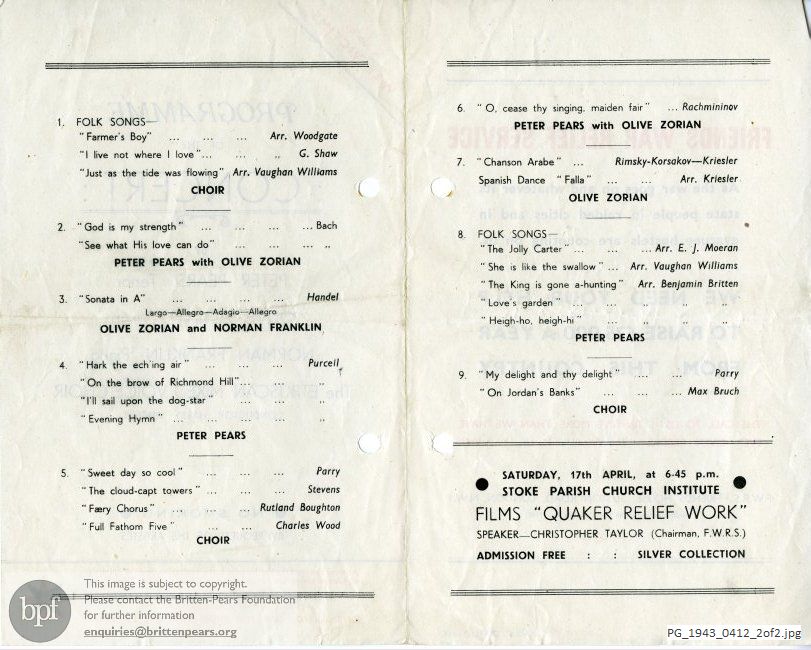 1. FOLK SONGS—
"Farmer's Boy" ... ... ... Arr. Woodgate
"I live not where I love"... ... ,, G. Shaw
"Just as the tide was flowing" Arr. Vaughan Williams
CHOIR
2. "God is my strength" ... ... ... ...Bach
"See what His love can do" ... ... ... ,,
PETER PEARS with OLIVE ZORIAN
3. "Sonata in A" ... ... ... ... Handel
Largo—Allegro—Adagio—Allegro
OLIVE ZORIAN and NORMAN FRANKLIN
4. "Hark the ech'ing air" ... ... ... Purcell
"On the brow of Richmond Hill"... ... ,,
"I'll sail upon the dog-star" ... ... ,,
"Evening Hymn" ... ... ... ... ,,
PETER PEARS
5. "Sweet day so cool" ... ... ... Parry
"The cloud-capt towers" ... ... ... Stevens
"Færy Chorus" ... ... Rutland Boughton
"Full Fathom Five" ... ... Charles Wood
CHOIR
6. "O, cease thy singing, maiden fair" ... Rachmininov
PETER PEARS with OLIVE ZORIAN
7. "Chanson Arabe" ... Rimsky-Korsakov—Kriesler
Spanish Dance "Falla" ... ... Arr. Kriesler
OLIVE ZORIAN
8. FOLK SONGS—
"The Jolly Carter" ... ... Arr. E. J. Moeran
"She is like the swallow" ... Arr. Vaughan Williams
"The King is gone a-hunting" Arr. Benjamin Britten
"Love's garden" ... ... ,, ,,
"Heigh-ho, heigh-hi" ... ... ,, ,,
PETER PEARS
9. "My delight and thy delight" ... ... Parry
"On Jordan's Banks" ... ... ... Max Bruch
CHOIR
SATURDAY, 17th APRIL, at 6-45 p.m.
STOKE PARISH CHURCH INSTITUTE
FILMS "QUAKER RELIEF WORK"
SPEAKER—CHRISTOPHER TAYLOR (Chairman, F.W.R.S.)
ADMISSION FREE : : SILVER COLLECTION
bpf
This image is subject to copyright.
Please contact the Britten-Pears Foundation
for further information
enquiries@brittenpears.org
PG_1943_0412_2of2.jpg